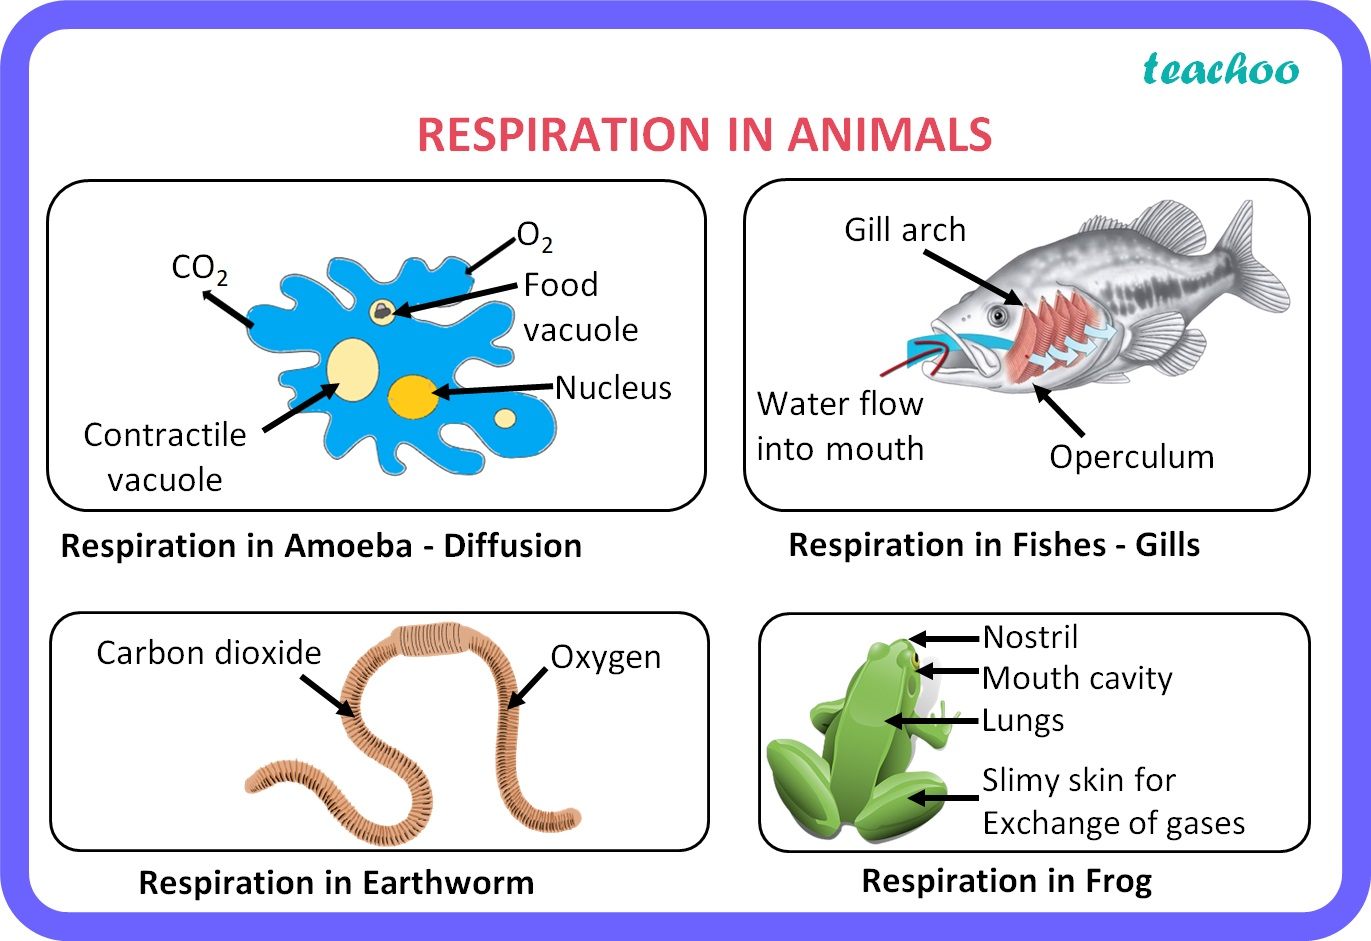 teachoo
RESPIRATION IN ANIMALS
CO₂
O₂
Food
vacuole
Nucleus
Contractile
vacuole
Respiration in Amoeba - Diffusion
Gill arch
Water flow
into mouth
Operculum
Respiration in Fishes - Gills
Carbon dioxide
Oxygen
Respiration in Earthworm
Nostril
Mouth cavity
Lungs
Slimy skin for
Exchange of gases
Respiration in Frog